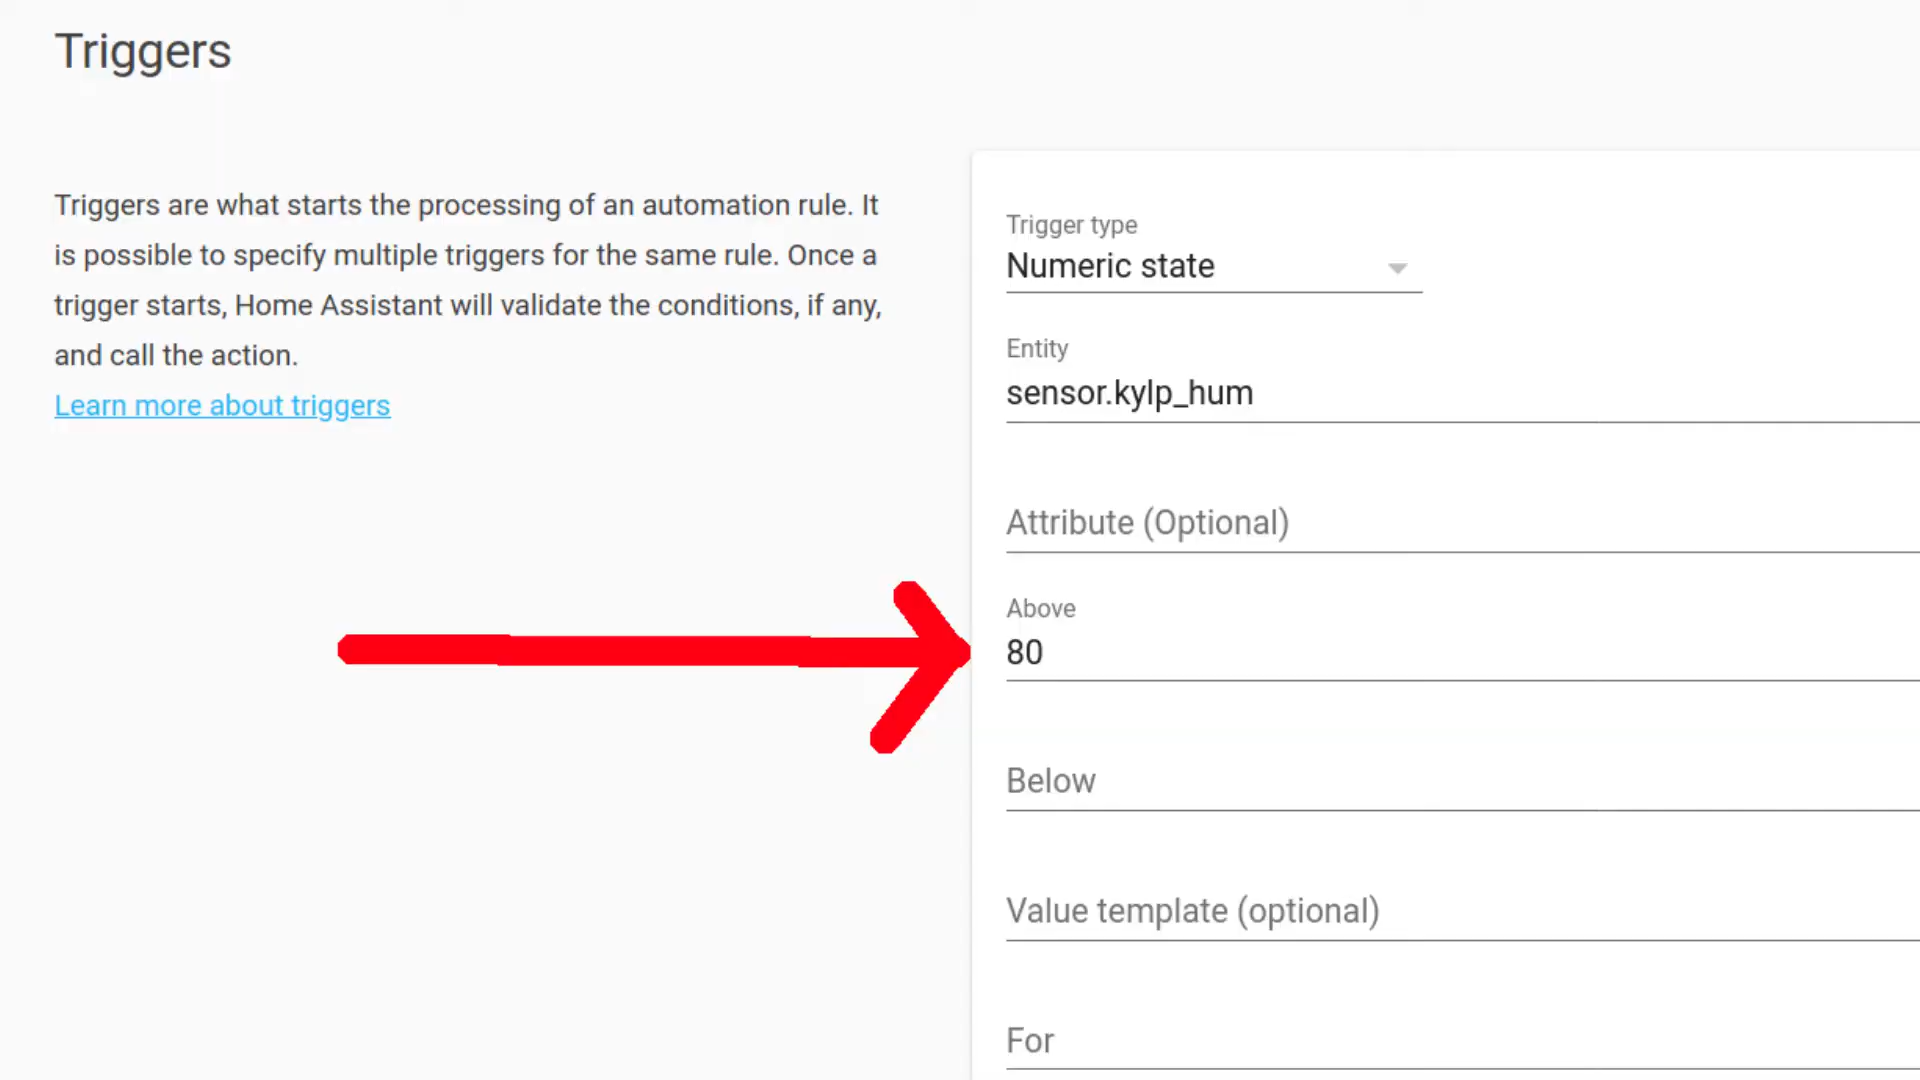 Triggers
Triggers are what starts the processing of an automation rule. It
is possible to specify multiple triggers for the same rule. Once a
trigger starts, Home Assistant will validate the conditions, if any,
and call the action.
Learn more about triggers
Trigger type
Numeric state
Entity
sensor.kylp_hum
Attribute (Optional)
Above
80
Below
Value template (optional)
For